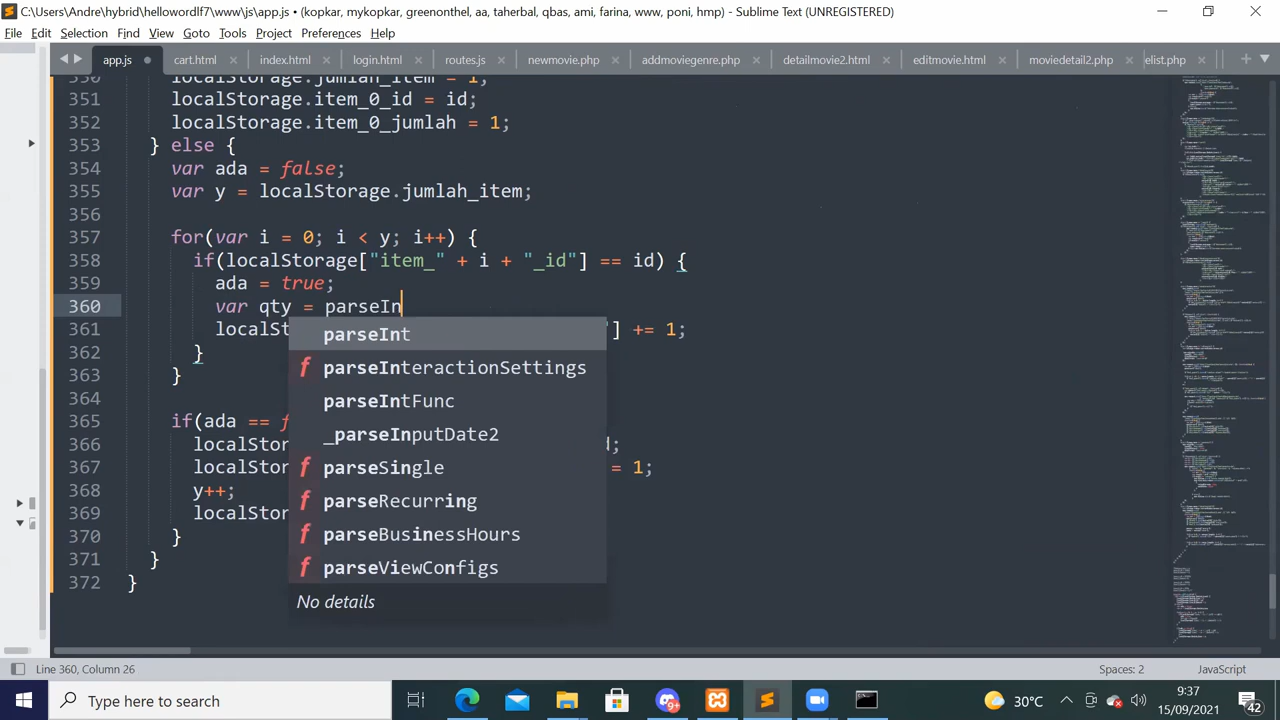 C:\Users\Andre\hybrid\hellowordlf7\www\js\app.js • (kopkar, mykopkar, greenmothel, aa, taherbal, qbas, ami, farina, www, poni, hmp) - Sublime Text (UNREGISTERED)
File Edit Selection Find View Goto Tools Project Preferences Help
app.js cart.html index.html login.html routes.js newmovie.php addmoviegenre.php detailmovie2.html editmovie.html moviedetail2.php elist.php
350 localStorage.jumlah_item = 1;
351 localStorage.item_0_id = id;
352 localStorage.item_0_jumlah = 1;
353 } else {
354 var ada = false;
355 var y = localStorage.jumlah_item;
356
357 for(var i = 0; i < y; i++) {
358 if(localStorage["item_" + i + "_id"] == id) {
359 ada = true;
360 var qty = parseIn
361 localSt "] += 1;
362 }
363 }
364
365 if(ada == f
366 localStor d;
367 localStor = 1;
368 y++;
369 localStor
370 }
371 }
372 }
parseInt
f parseInteractionSettings
f parseIntFunc
_parseInputDate2
f parseSingle
f parseRecurring
f parseBusinessHours
f parseViewConfigs
No details
Line 360, Column 26
Spaces: 2
JavaScript
Type here to search
30°C
9:37
15/09/2021
42